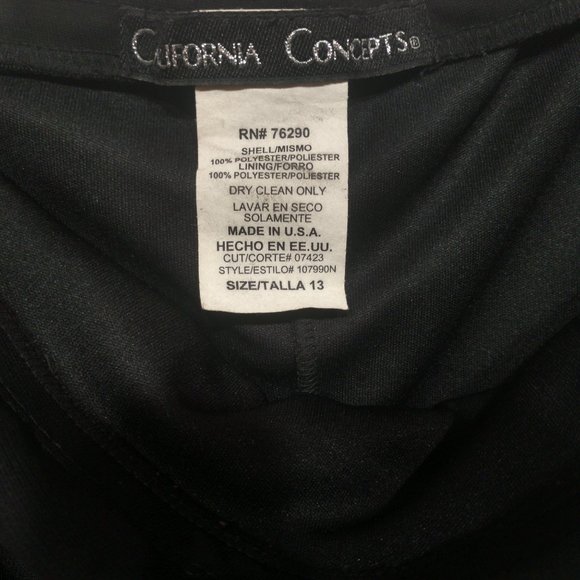 CALIFORNIA CONCEPTS®
RN# 76290
SHELL/MISMO
100% POLYESTER/POLIESTER
LINING/FORRO
100% POLYESTER/POLIESTER
DRY CLEAN ONLY
LAVAR EN SECO
SOLAMENTE
MADE IN U.S.A.
HECHO EN EE.UU.
CUT/CORTE# 07423
STYLE/ESTILO# 107990N
SIZE/TALLA 13